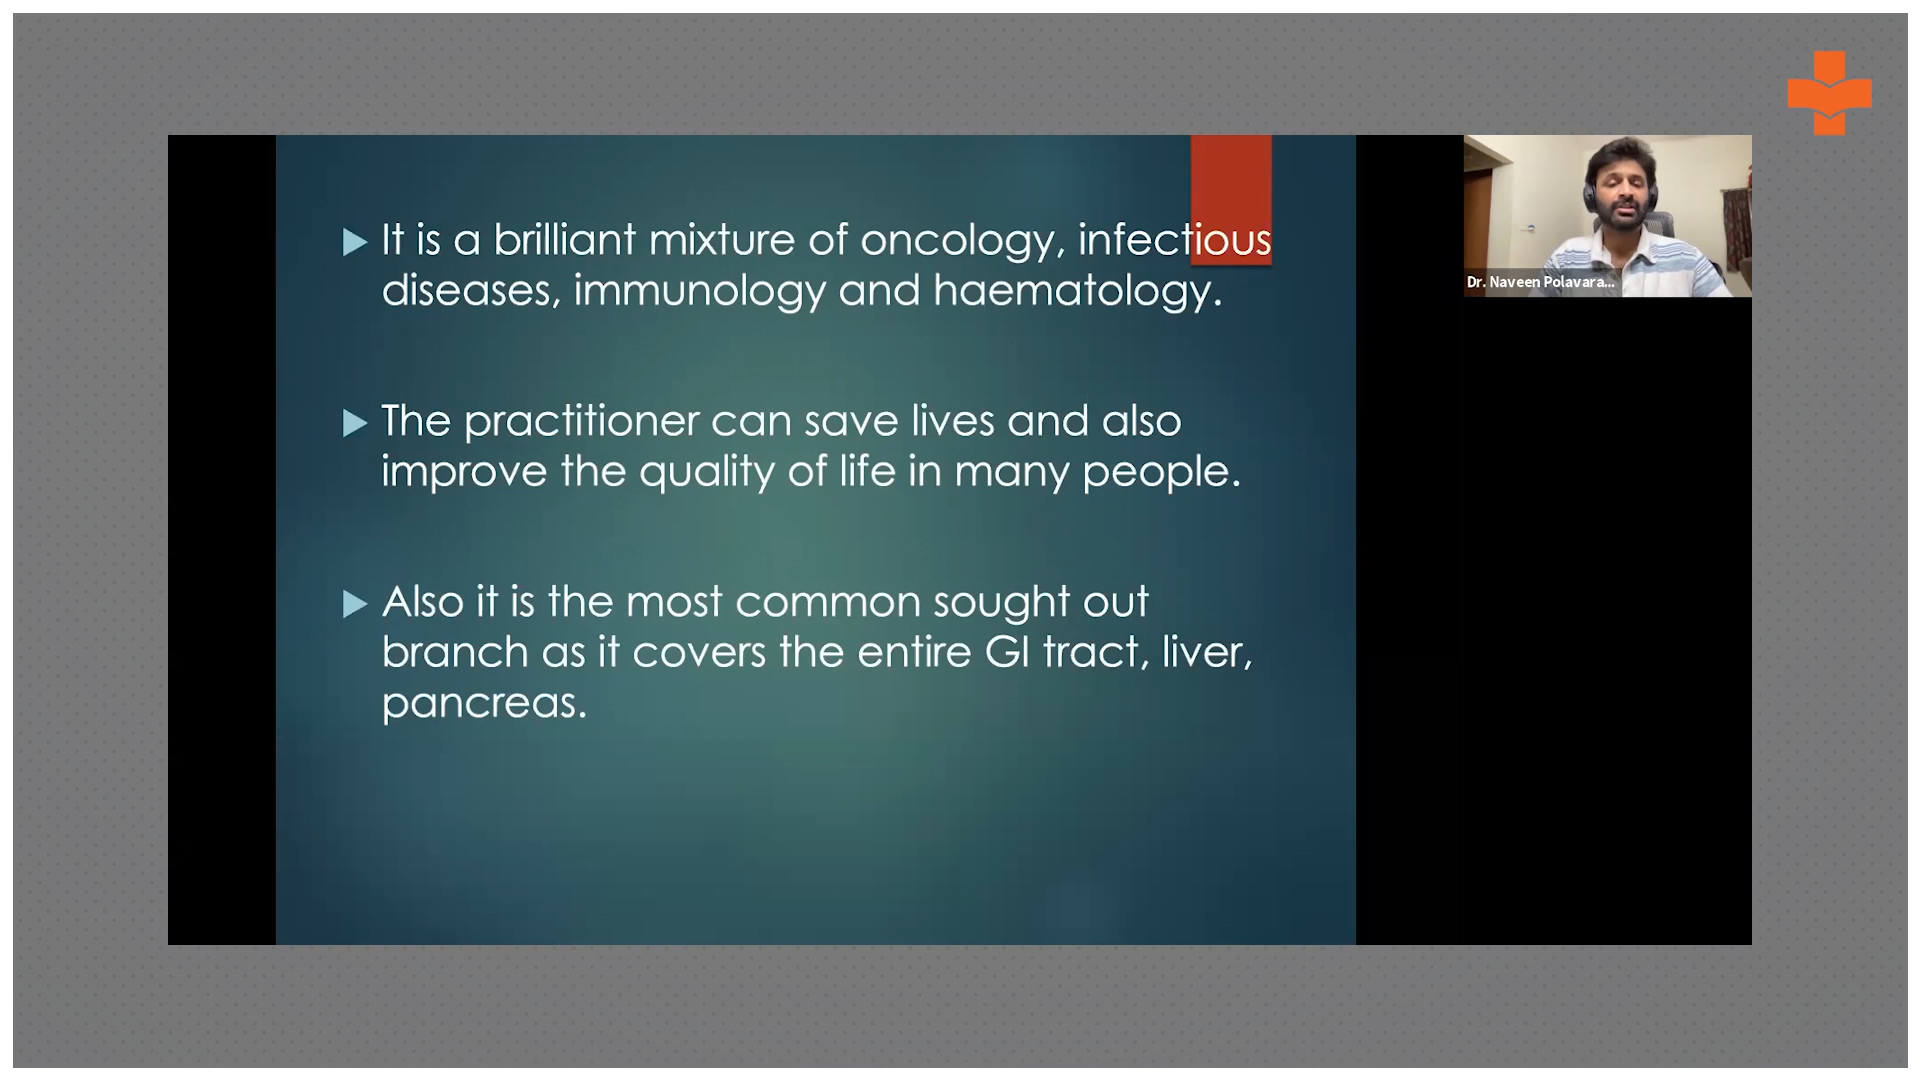 It is a brilliant mixture of oncology, infectious
diseases, immunology and haematology.
The practitioner can save lives and also
improve the quality of life in many people.
Also it is the most common sought out
branch as it covers the entire GI tract, liver,
pancreas.
Dr. Naveen Polavara...